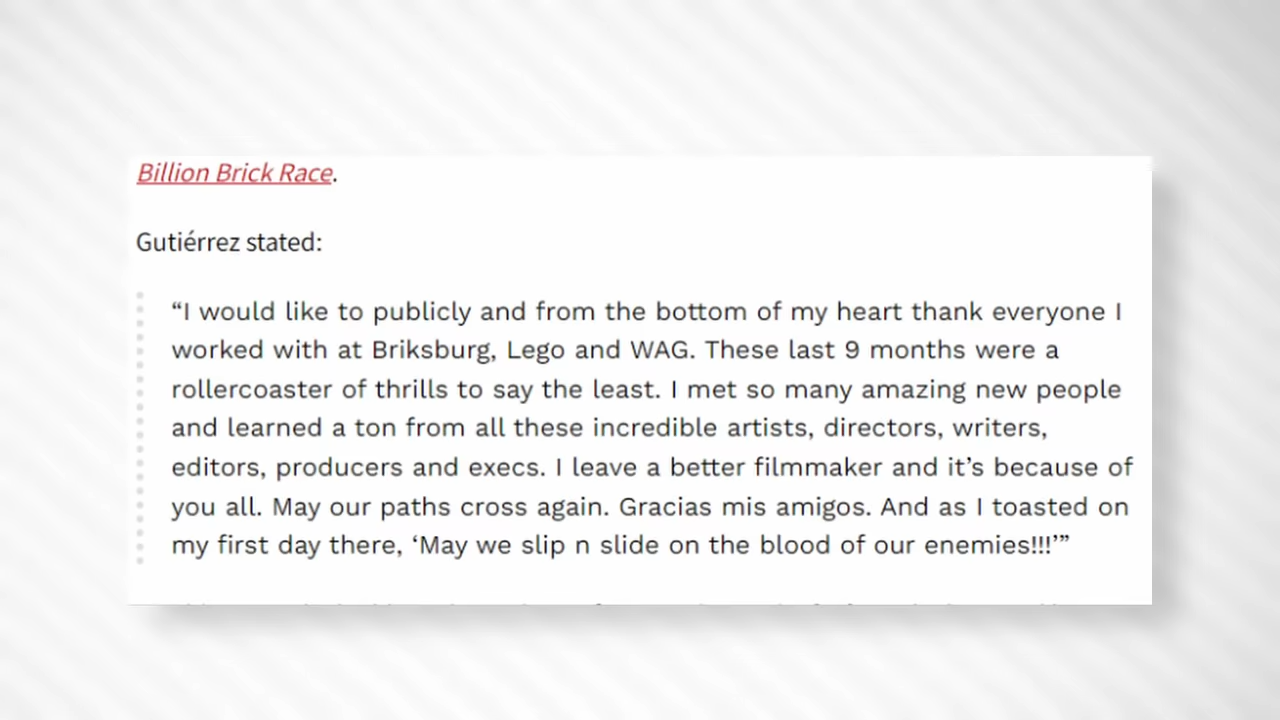 Billion Brick Race.
Gutiérrez stated:
“I would like to publicly and from the bottom of my heart thank everyone I
worked with at Briksburg, Lego and WAG. These last 9 months were a
rollercoaster of thrills to say the least. I met so many amazing new people
and learned a ton from all these incredible artists, directors, writers,
editors, producers and execs. I leave a better filmmaker and it’s because of
you all. May our paths cross again. Gracias mis amigos. And as I toasted on
my first day there, ‘May we slip n slide on the blood of our enemies!!!’”